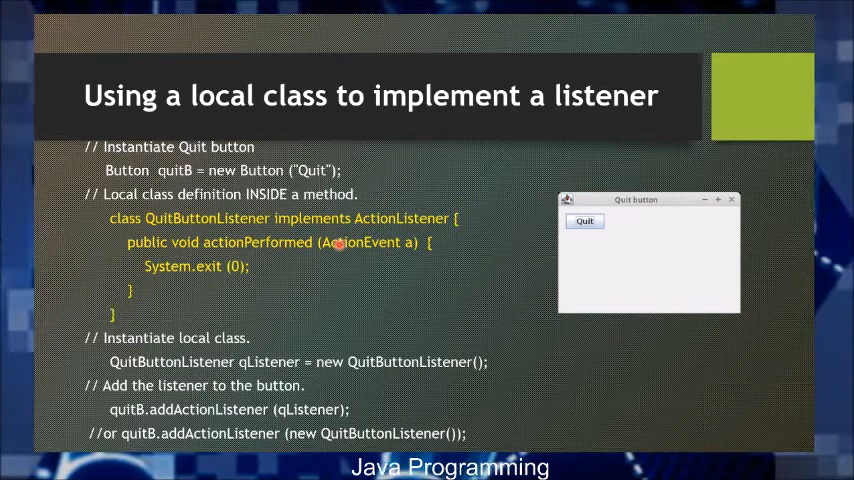 Using a local class to implement a listener
// Instantiate Quit button
Button quitB = new Button ("Quit");
// Local class definition INSIDE a method.
class QuitButtonListener implements ActionListener {
public void actionPerformed (ActionEvent a) {
System.exit (0);
}
}
// Instantiate local class.
QuitButtonListener qListener = new QuitButtonListener();
// Add the listener to the button.
quitB.addActionListener (qListener);
//or quitB.addActionListener (new QuitButtonListener());
Quit button
Quit
Java Programming